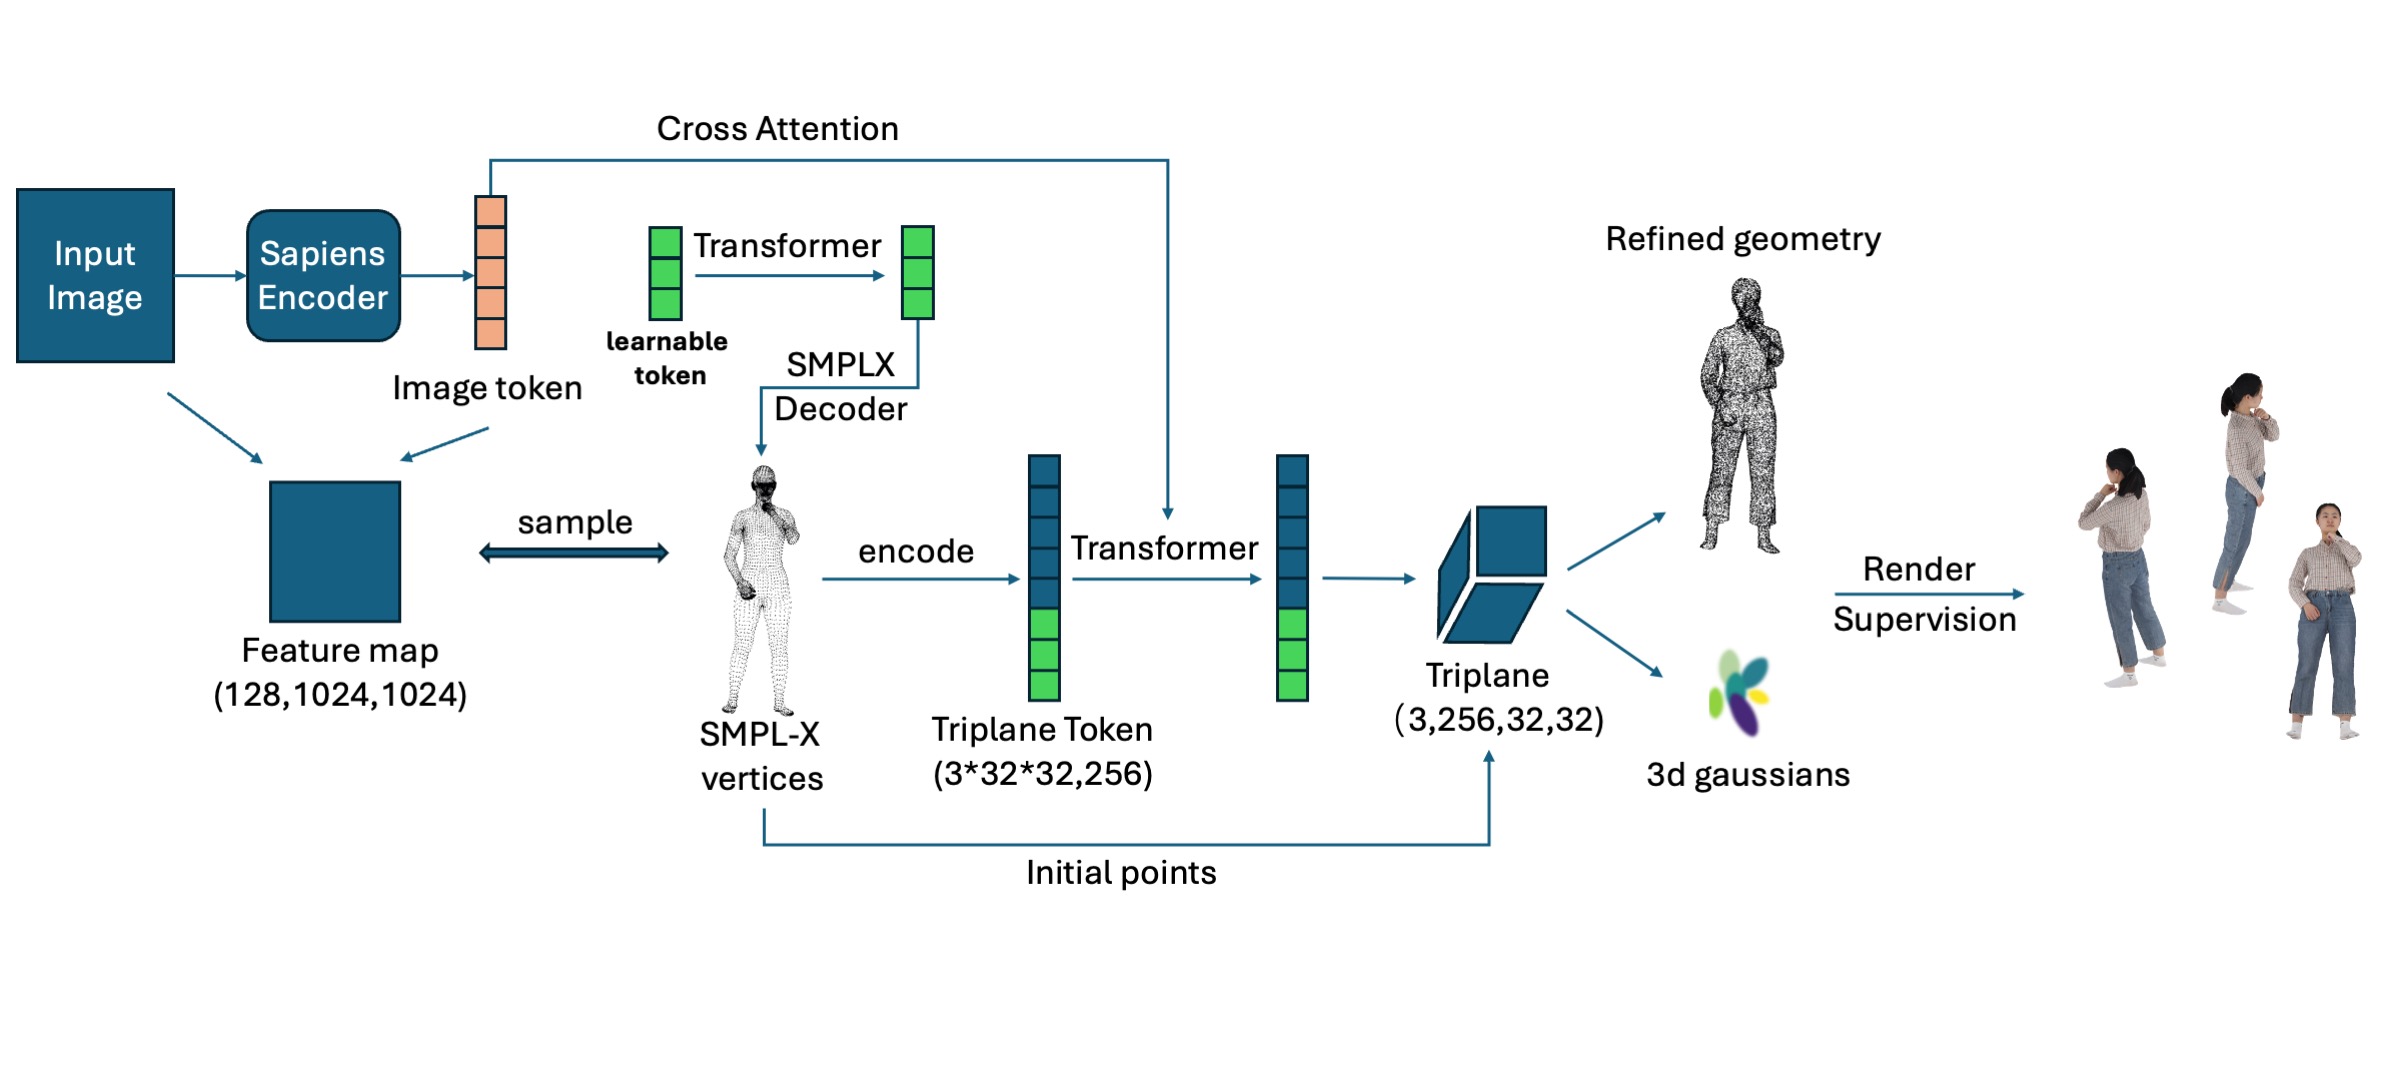 Cross Attention
Input
Image
Sapiens
Encoder
Image token
Transformer
learnable
token
SMPLX
Decoder
Feature map
(128,1024,1024)
sample
SMPL-X
vertices
encode
Triplane Token
(3*32*32,256)
Transformer
Initial points
Triplane
(3,256,32,32)
Refined geometry
3d gaussians
Render
Supervision